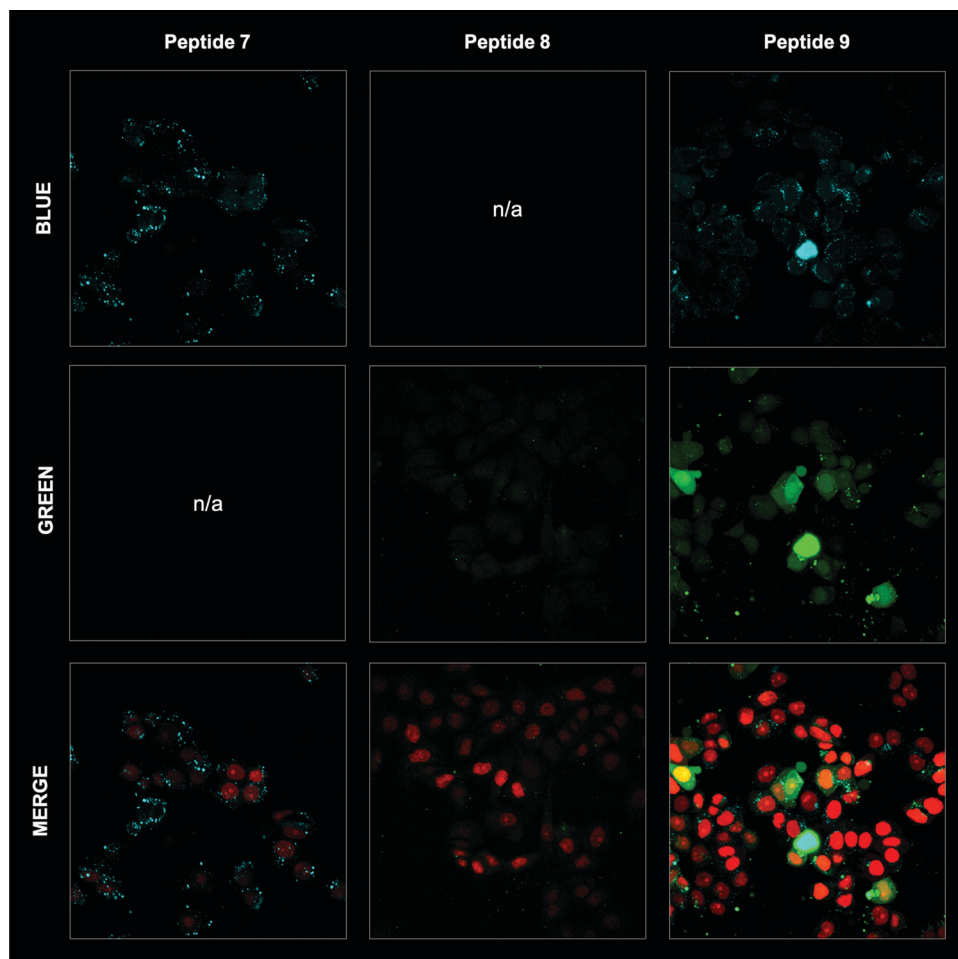 Peptide 7
Peptide 8
Peptide 9
BLUE
n/a
GREEN
n/a
MERGE